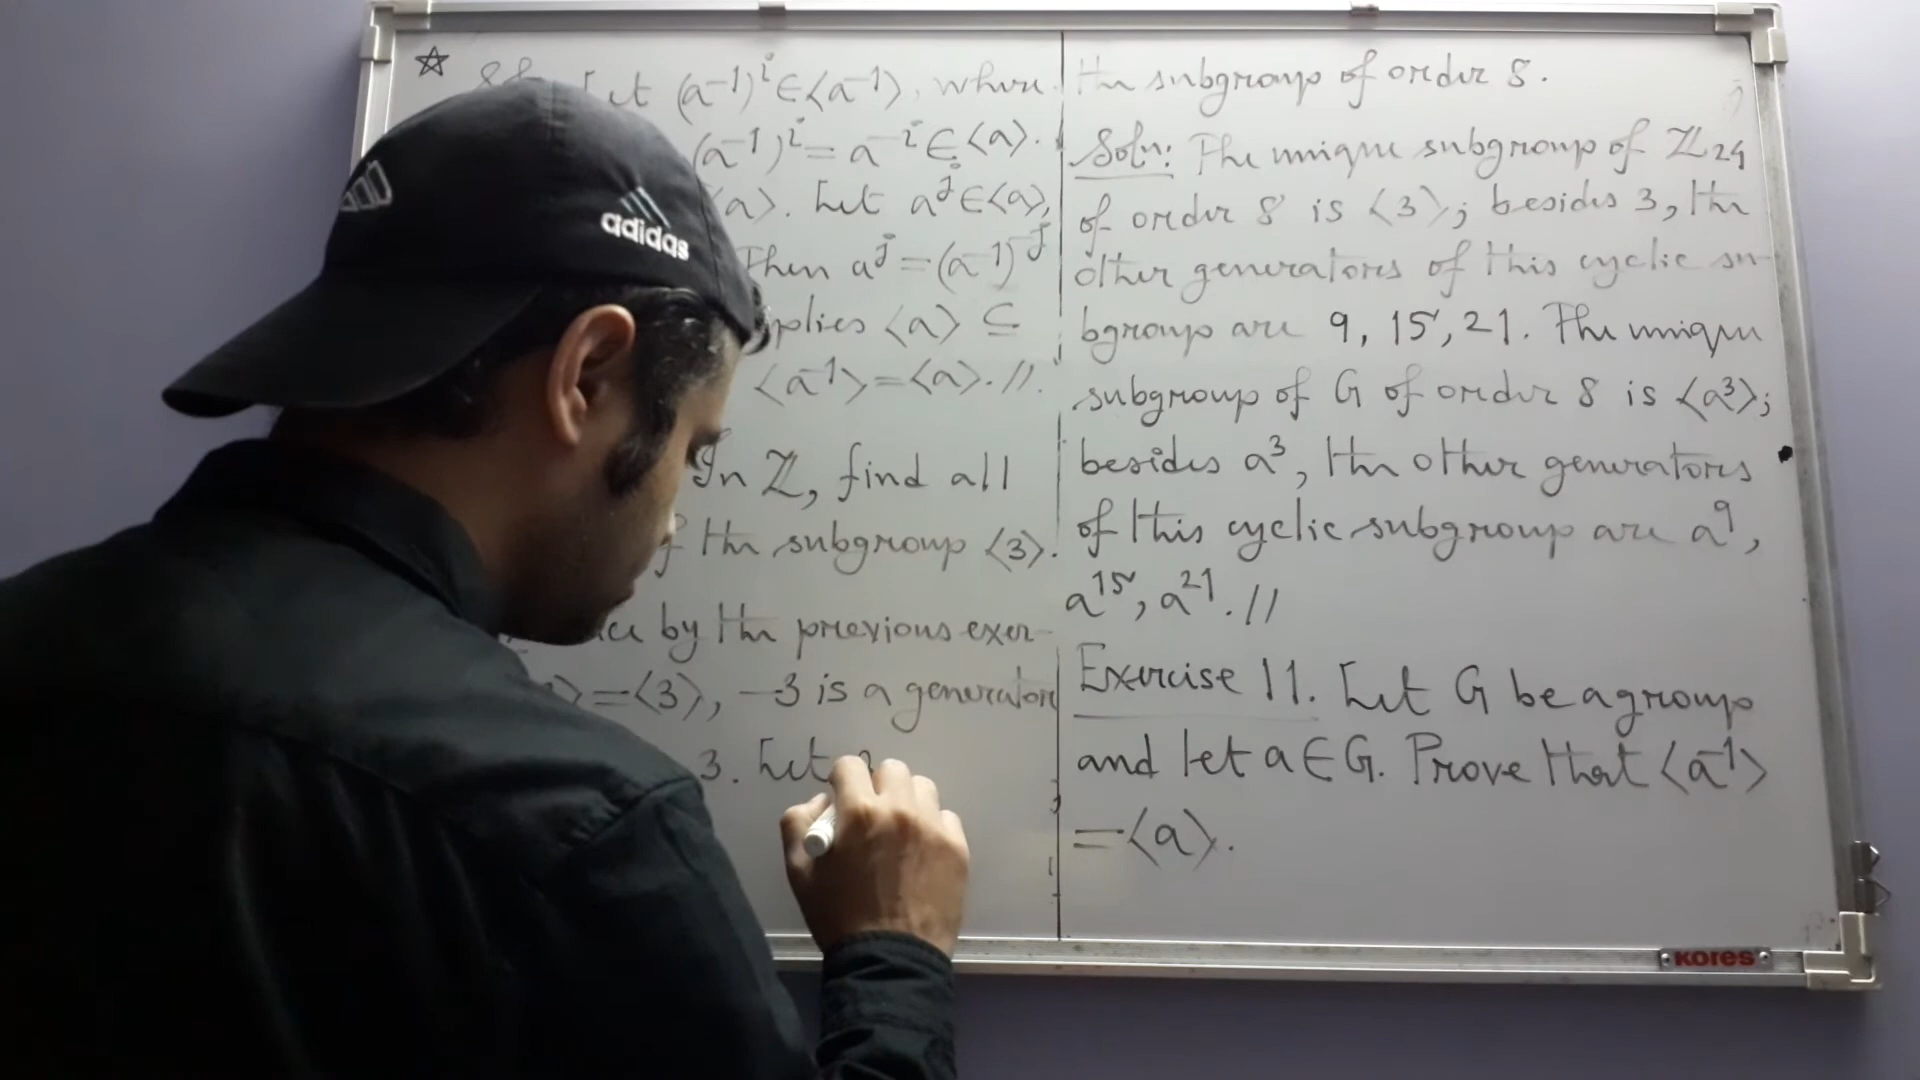 Let (a⁻¹)ⁱ ∈ ⟨a⁻¹⟩, where
(a⁻¹)ⁱ = a⁻ⁱ ∈ ⟨a⟩.
⟨a⟩. Let aʲ ∈ ⟨a⟩,
Then aʲ = (a⁻¹)⁻ʲ
⟨a⟩ ⊆
⟨a⁻¹⟩ = ⟨a⟩. //.
In ℤ, find all
the subgroup ⟨3⟩.
by the previous exer-
= ⟨3⟩, -3 is a generator
3. Let
the subgroup of order 8.
Soln: The unique subgroup of ℤ₂₄
of order 8 is ⟨3⟩; besides 3, the
other generators of this cyclic su-
bgroup are 9, 15, 21. The unique
subgroup of G of order 8 is ⟨a³⟩;
besides a³, the other generators
of this cyclic subgroup are a⁹,
a¹⁵, a²¹. //
Exercise 11. Let G be a group
and let a ∈ G. Prove that ⟨a⁻¹⟩
= ⟨a⟩.
adidas
KORES